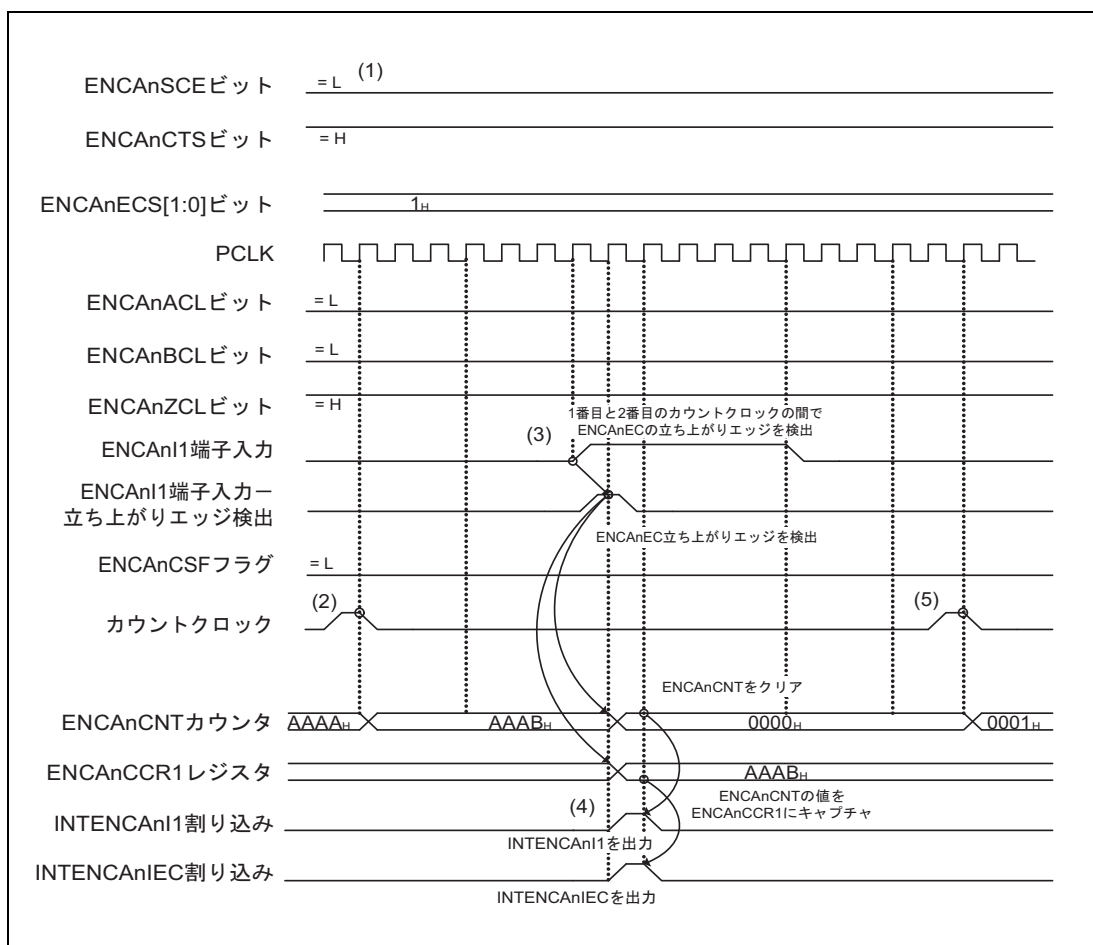 ENCAnSCEビット = L (1)
ENCAnCTSビット = H
ENCAnECS[1:0]ビット 1H
PCLK
ENCAnACLビット = L
ENCAnBCLビット = L
ENCAnZCLビット = H
1番目と2番目のカウントクロックの間で
ENCAnECの立ち上がりエッジを検出
ENCAnI1端子入力 (3)
ENCAnI1端子入力ー
立ち上がりエッジ検出
ENCAnEC立ち上がりエッジを検出
ENCAnCSFフラグ = L
カウントクロック (2) (5)
ENCAnCNTをクリア
ENCAnCNTカウンタ AAAAH AAABH 0000H 0001H
ENCAnCCR1レジスタ AAABH
ENCAnCNTの値を
ENCAnCCR1にキャプチャ
INTENCAnI1割り込み (4)
INTENCAnI1を出力
INTENCAnIEC割り込み
INTENCAnIECを出力